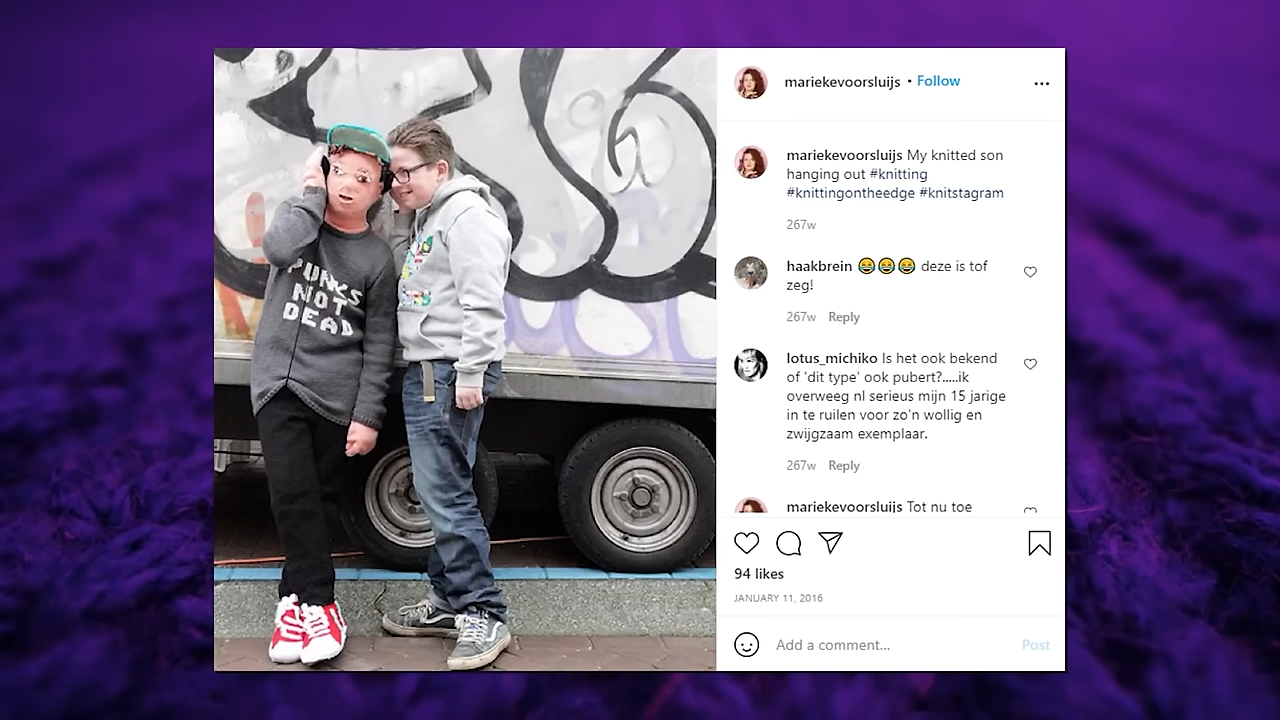 mariekevoorsluijs • Follow
mariekevoorsluijs My knitted son
hanging out #knitting
#knittingontheedge #knitstagram
267w
haakbrein 😂😂😂 deze is tof
zeg!
267w Reply
lotus_michiko Is het ook bekend
of 'dit type' ook pubert?.....ik
overweeg nl serieus mijn 15 jarige
in te ruilen voor zo'n wollig en
zwijgzaam exemplaar.
267w Reply
mariekevoorsluijs Tot nu toe
94 likes
JANUARY 11, 2016
Add a comment... Post
PUNKS
NOT
DEAD